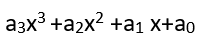 a₃x³ +a₂x² +a₁ x+a₀